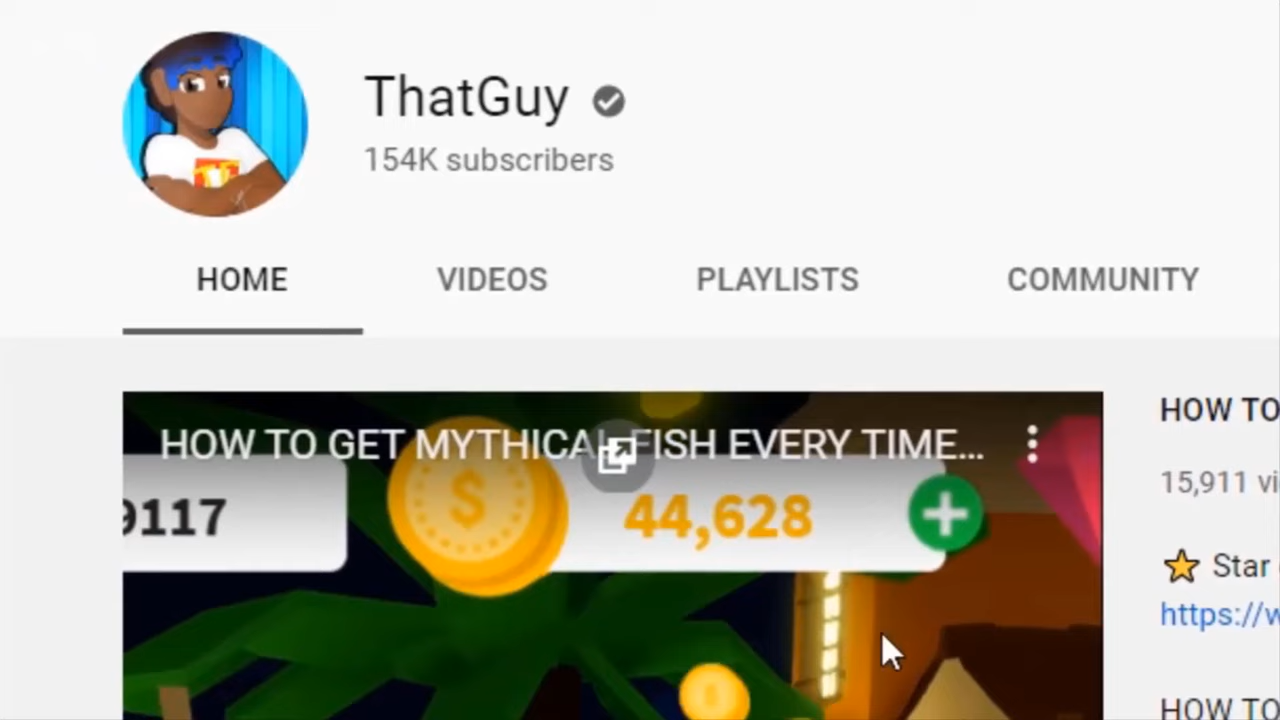 ThatGuy
154K subscribers
HOME VIDEOS PLAYLISTS COMMUNITY
HOW TO GET MYTHICAL FISH EVERY TIME...
9117 44,628
HOW TO
15,911 vi
Star
https://w
HOW TO